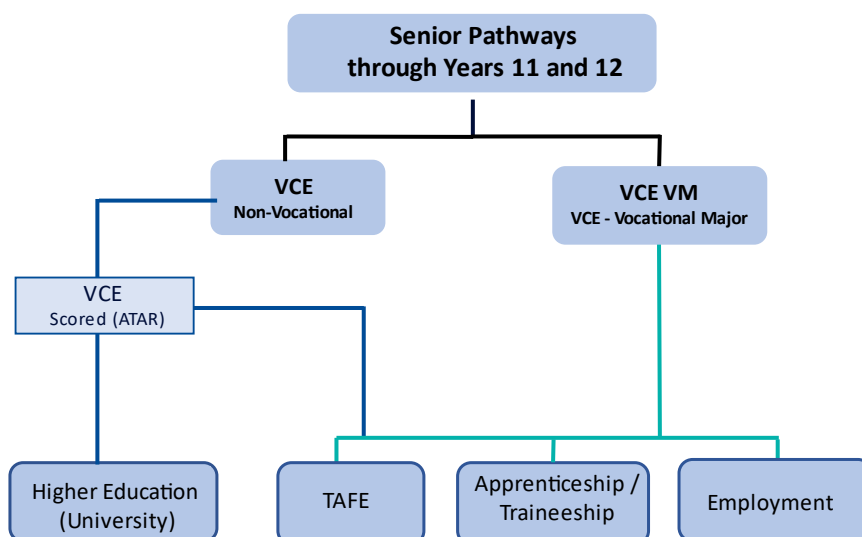 Senior Pathways
through Years 11 and 12
VCE
Non-Vocational
VCE VM
VCE - Vocational Major
VCE
Scored (ATAR)
Higher Education
(University)
TAFE
Apprenticeship /
Traineeship
Employment